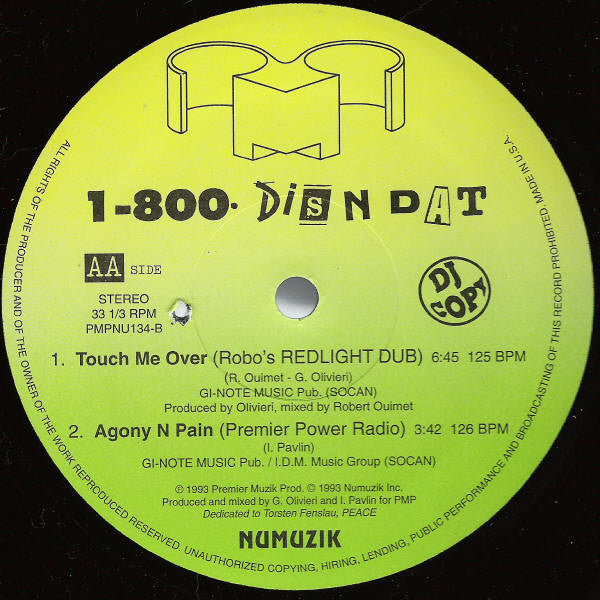 1-800· DiS N DAT
AA SIDE
STEREO
33 1/3 RPM
PMPNU134-B
DJ
COPY
1. Touch Me Over (Robo's REDLIGHT DUB) 6:45 125 BPM
(R. Ouimet - G. Olivieri)
GI-NOTE MUSIC Pub. (SOCAN)
Produced by Olivieri, mixed by Robert Ouimet
2. Agony N Pain (Premier Power Radio) 3:42 126 BPM
(I. Pavlin)
GI-NOTE MUSIC Pub. / I.D.M. Music Group (SOCAN)
℗ 1993 Premier Muzik Prod. © 1993 Numuzik Inc.
Produced and mixed by G. Olivieri and I. Pavlin for PMP
Dedicated to Torsten Fenslau, PEACE
NUMUZIK
ALL RIGHTS OF THE PRODUCER AND OF THE OWNER OF THE WORK REPRODUCED RESERVED. UNAUTHORIZED COPYING, HIRING, LENDING, PUBLIC PERFORMANCE AND BROADCASTING OF THIS RECORD PROHIBITED. MADE IN U.S.A.